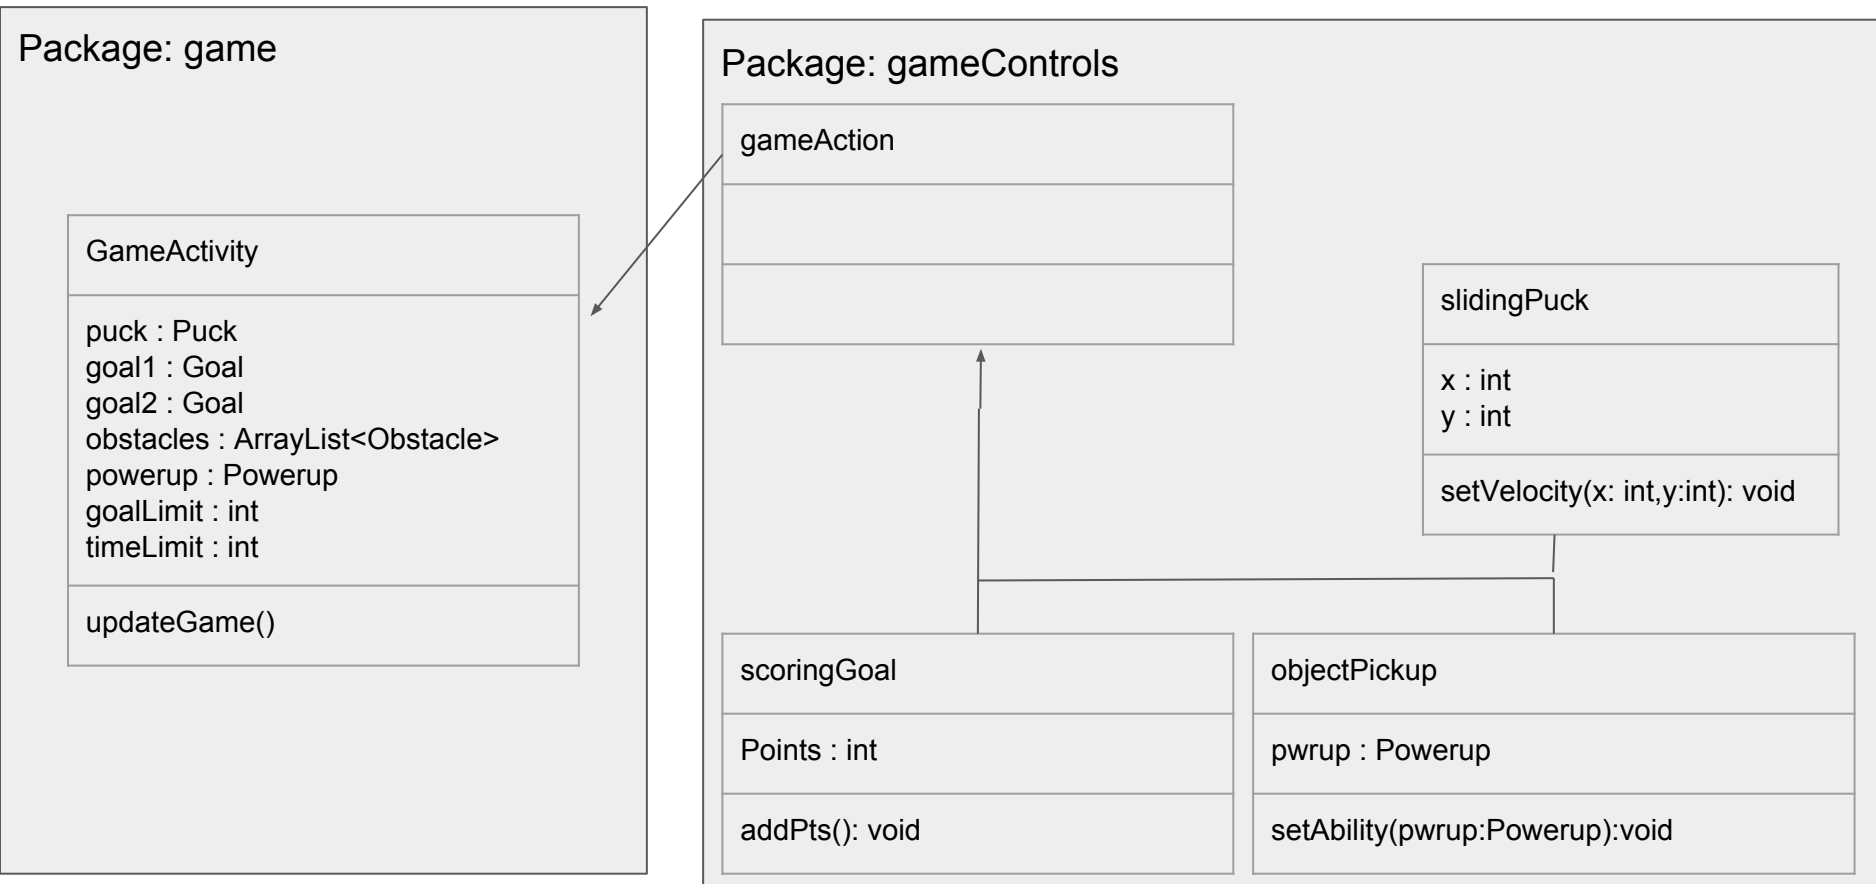 Package: game
GameActivity
puck : Puck
goal1 : Goal
goal2 : Goal
obstacles : ArrayList<Obstacle>
powerup : Powerup
goalLimit : int
timeLimit : int
updateGame()
Package: gameControls
gameAction
slidingPuck
x : int
y : int
setVelocity(x: int,y:int): void
scoringGoal
Points : int
addPts(): void
objectPickup
pwrup : Powerup
setAbility(pwrup:Powerup):void